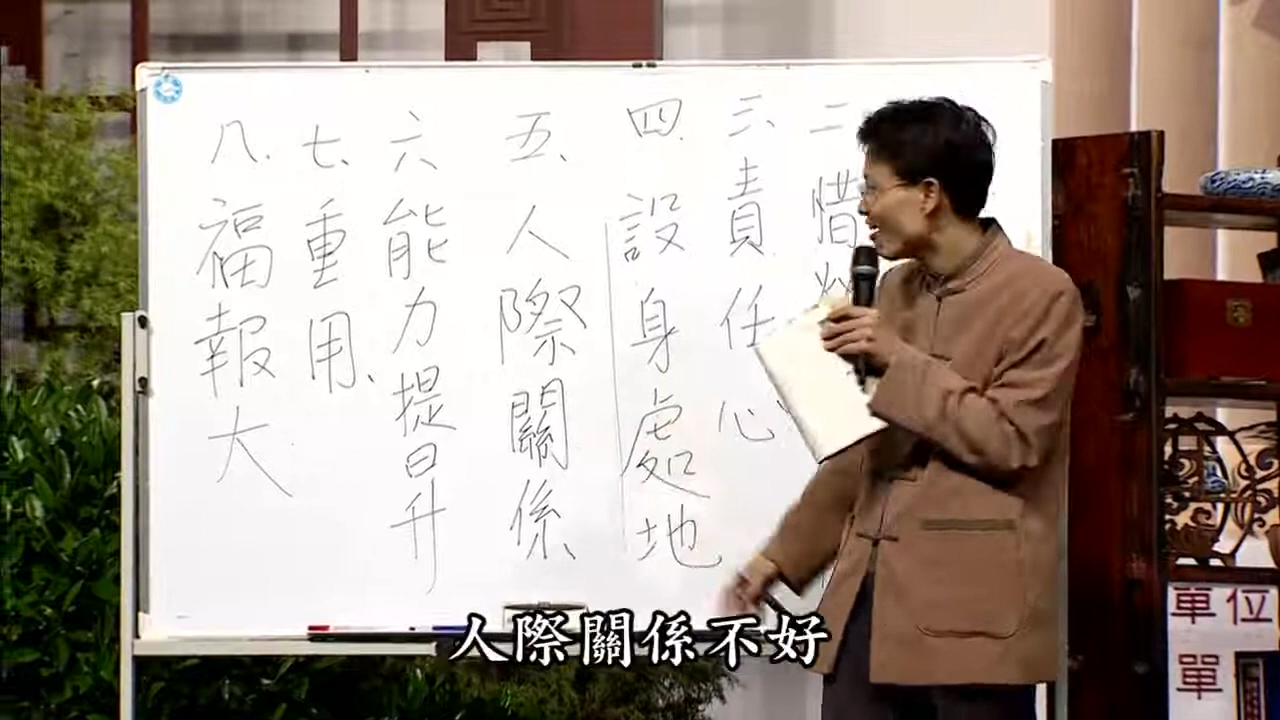 二惜
三、責任心
四、設身處地
五、人際關係
六、能力提昇
七、重用
八、福報大
人際關係不好
單位
單